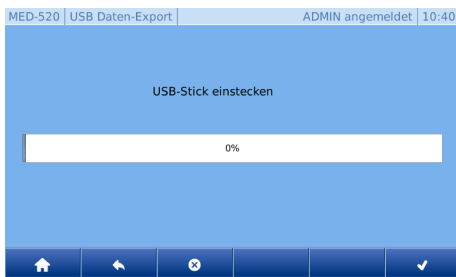 MED-520 USB Daten-Export ADMIN angemeldet 10:40
USB-Stick einstecken
0%